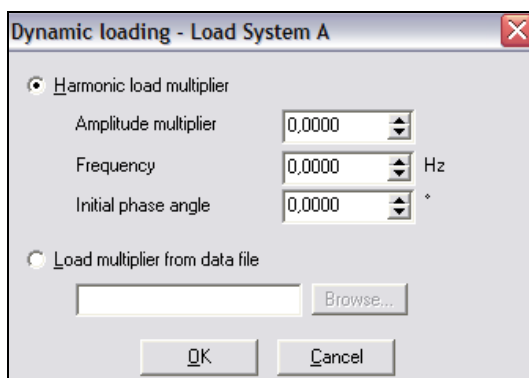 Dynamic loading - Load System A
Harmonic load multiplier
Amplitude multiplier 0,0000
Frequency 0,0000 Hz
Initial phase angle 0,0000 °
Load multiplier from data file
Browse...
OK Cancel